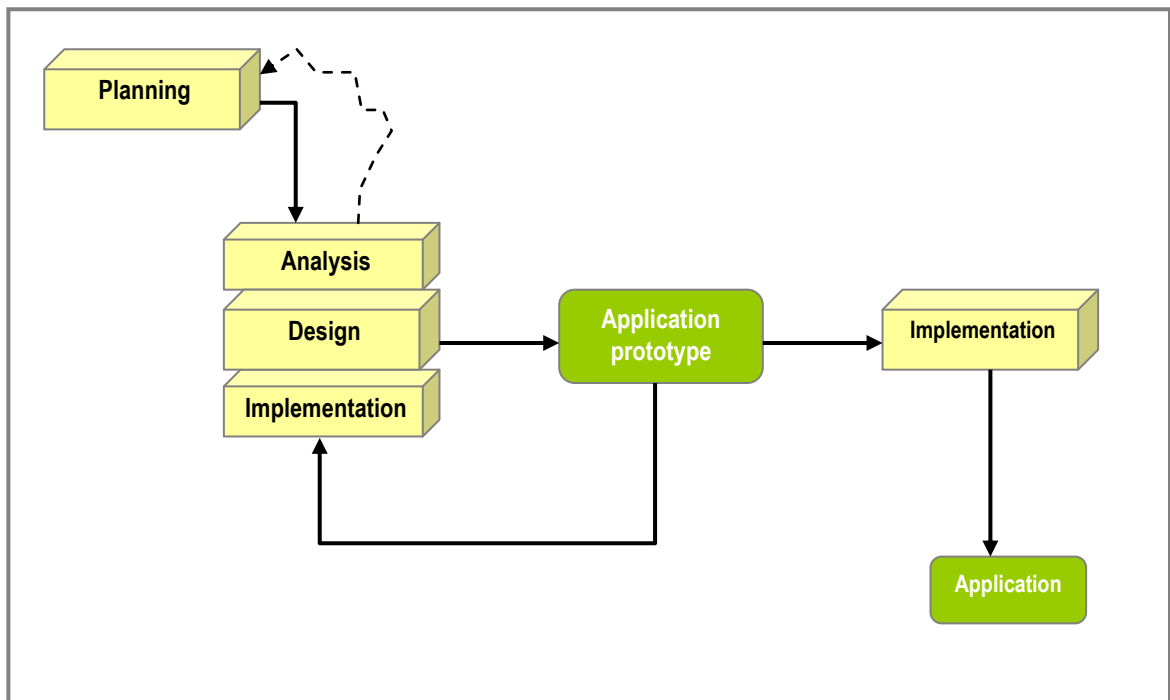 Planning
Analysis
Design
Implementation
Application
prototype
Implementation
Application